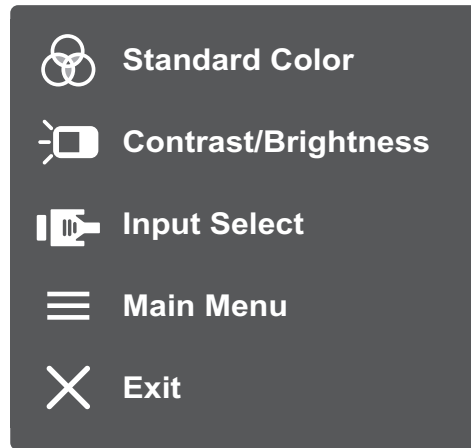 Standard Color
Contrast/Brightness
Input Select
Main Menu
Exit